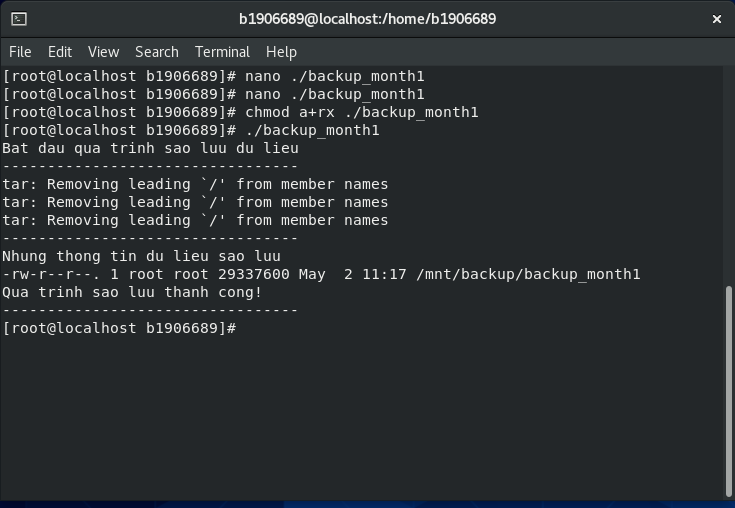 b1906689@localhost:/home/b1906689
File Edit View Search Terminal Help
[root@localhost b1906689]# nano ./backup_month1
[root@localhost b1906689]# nano ./backup_month1
[root@localhost b1906689]# chmod a+rx ./backup_month1
[root@localhost b1906689]# ./backup_month1
Bat dau qua trinh sao luu du lieu
---------------------------------
tar: Removing leading `/' from member names
tar: Removing leading `/' from member names
tar: Removing leading `/' from member names
---------------------------------
Nhung thong tin du lieu sao luu
-rw-r--r--. 1 root root 29337600 May  2 11:17 /mnt/backup/backup_month1
Qua trinh sao luu thanh cong!
---------------------------------
[root@localhost b1906689]#